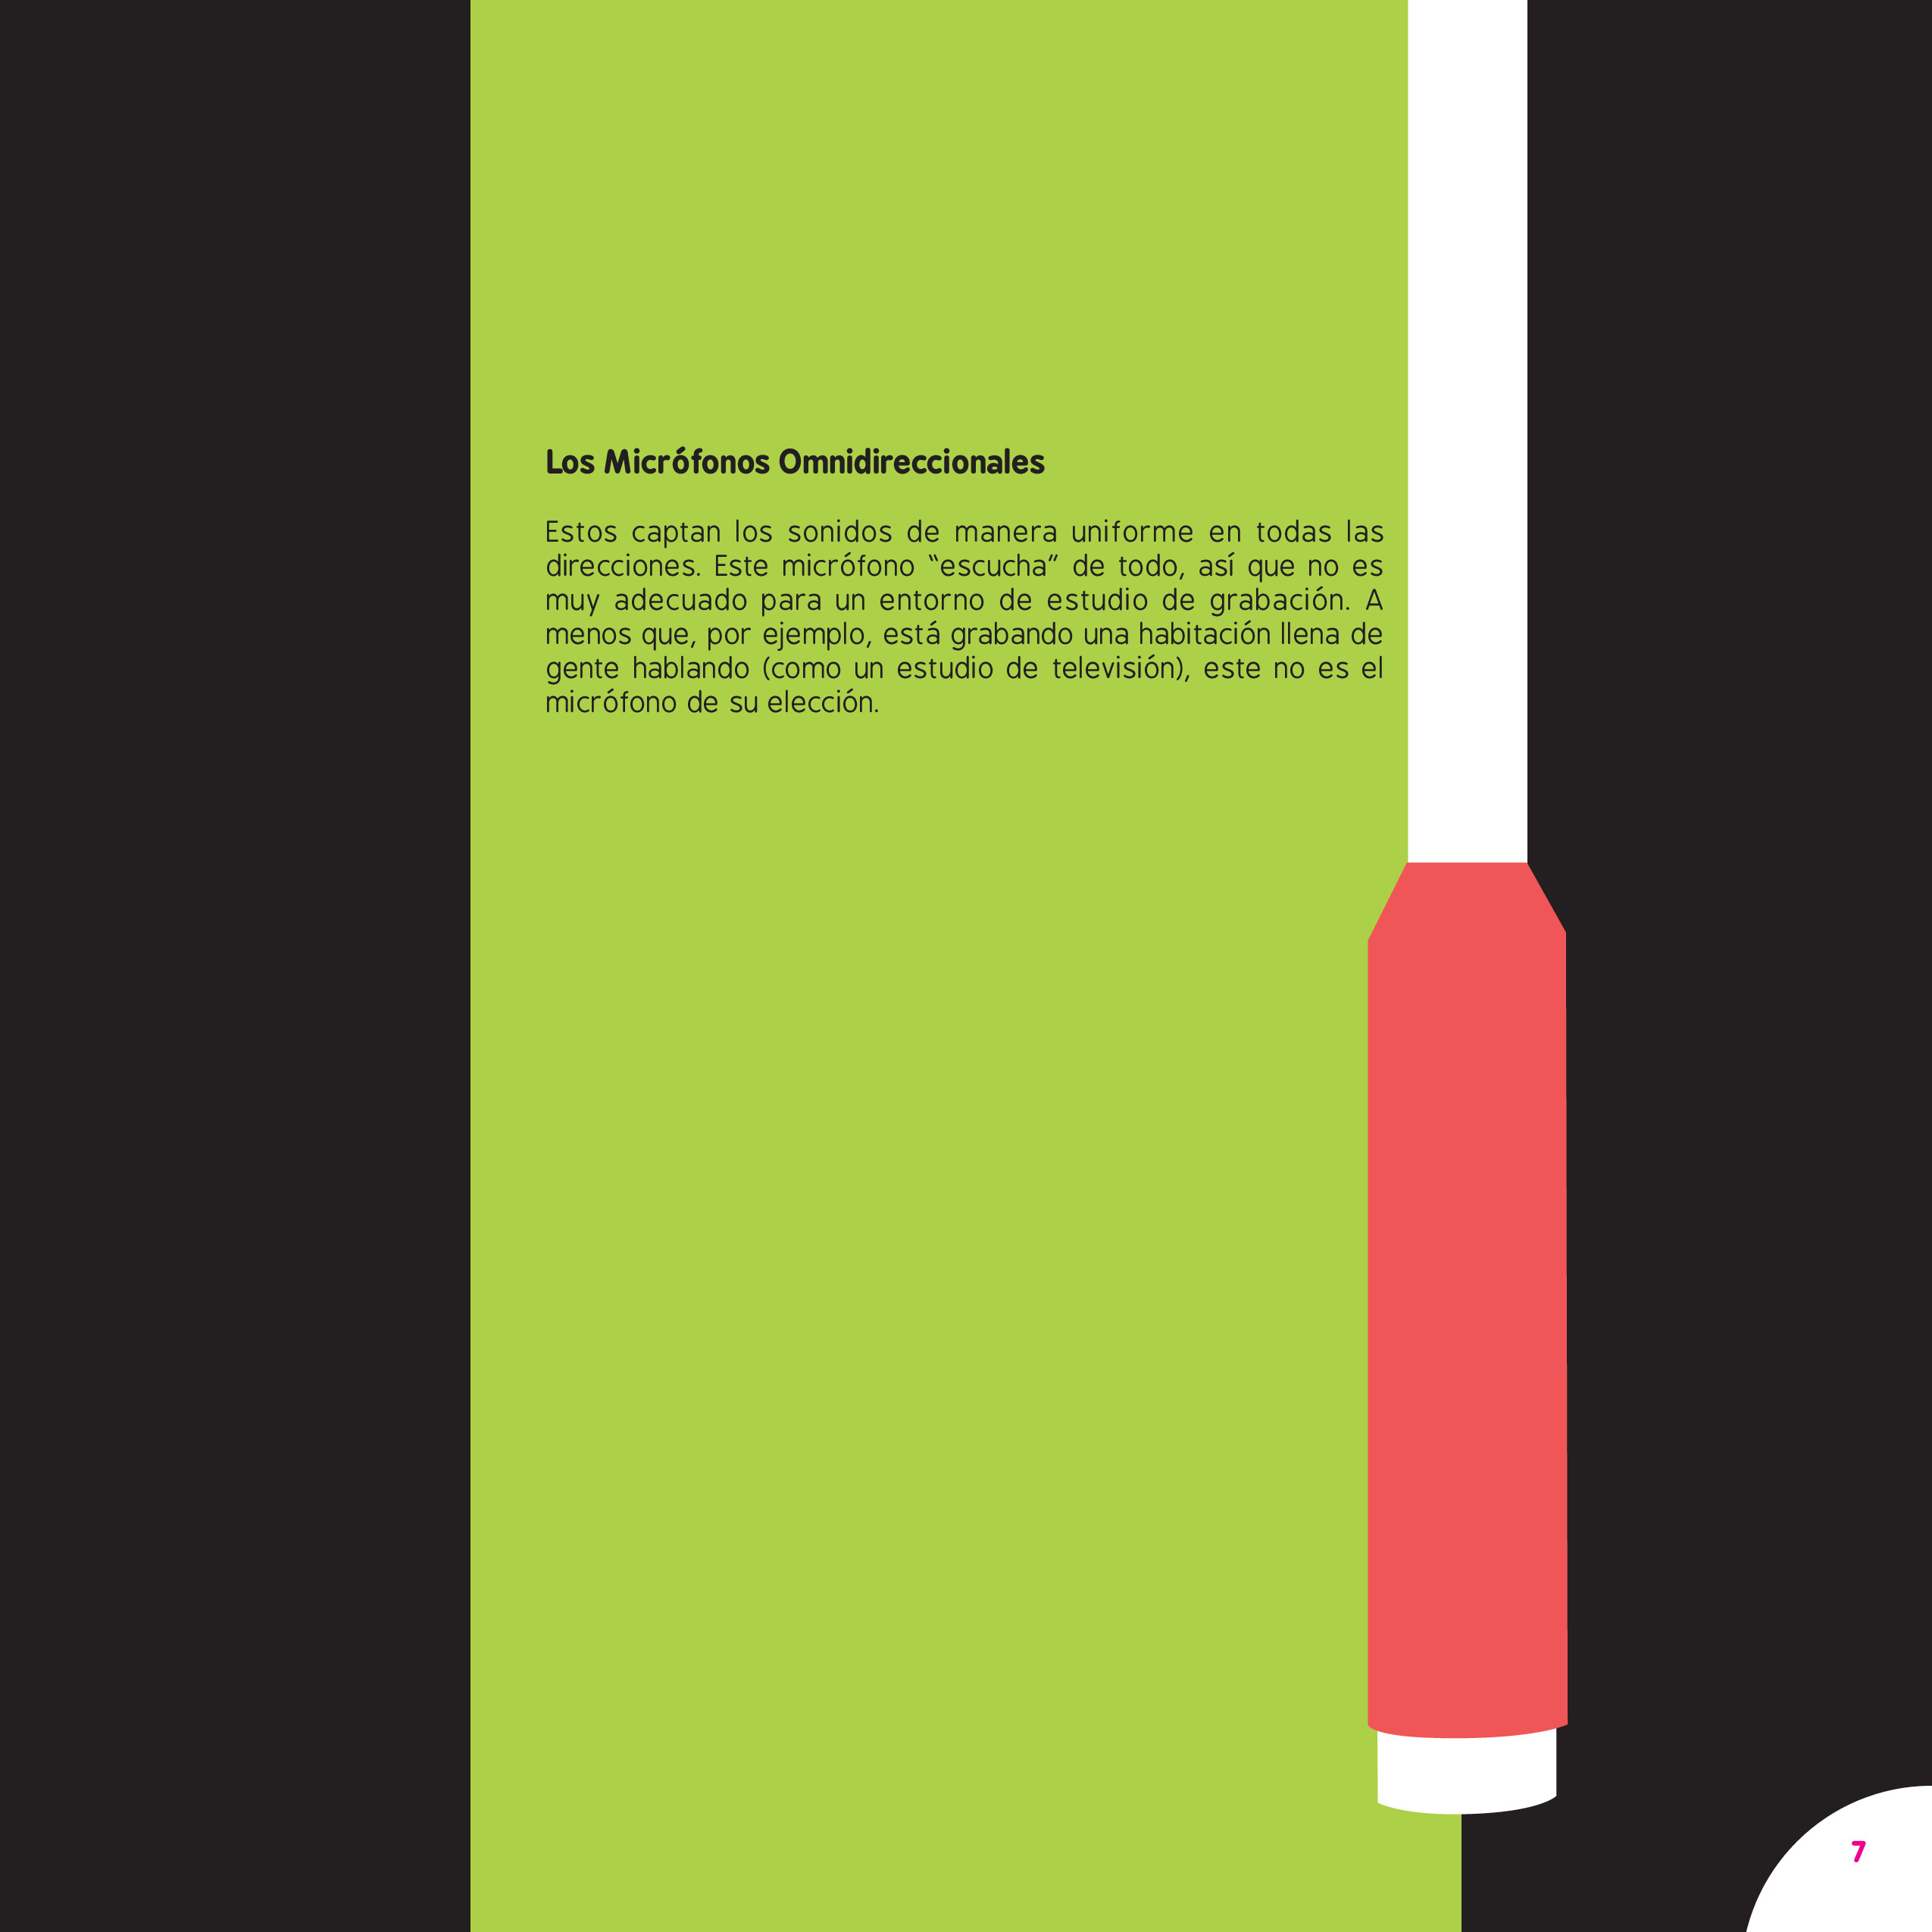 Los Micrófonos Omnidireccionales
Estos captan los sonidos de manera uniforme en todas las
direcciones. Este micrófono “escucha” de todo, así que no es
muy adecuado para un entorno de estudio de grabación. A
menos que, por ejemplo, está grabando una habitación llena de
gente hablando (como un estudio de televisión), este no es el
micrófono de su elección.
7